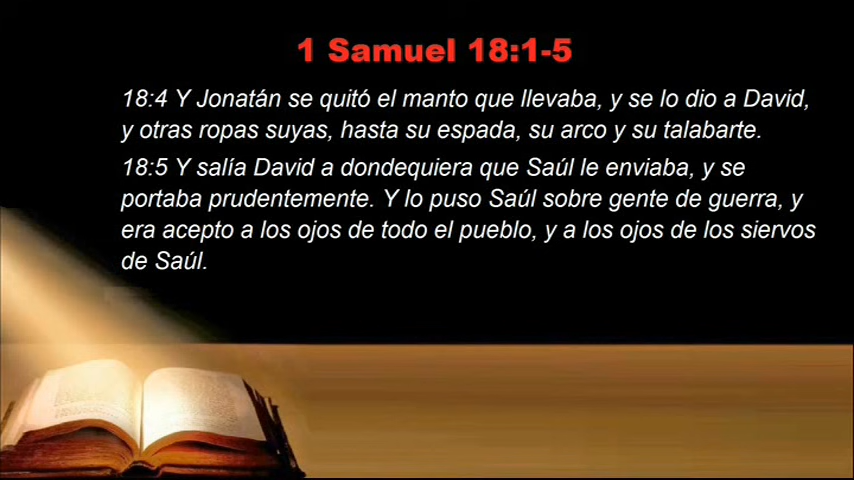 1 Samuel 18:1-5
18:4 Y Jonatán se quitó el manto que llevaba, y se lo dio a David,
y otras ropas suyas, hasta su espada, su arco y su talabarte.
18:5 Y salía David a dondequiera que Saúl le enviaba, y se
portaba prudentemente. Y lo puso Saúl sobre gente de guerra, y
era acepto a los ojos de todo el pueblo, y a los ojos de los siervos
de Saúl.